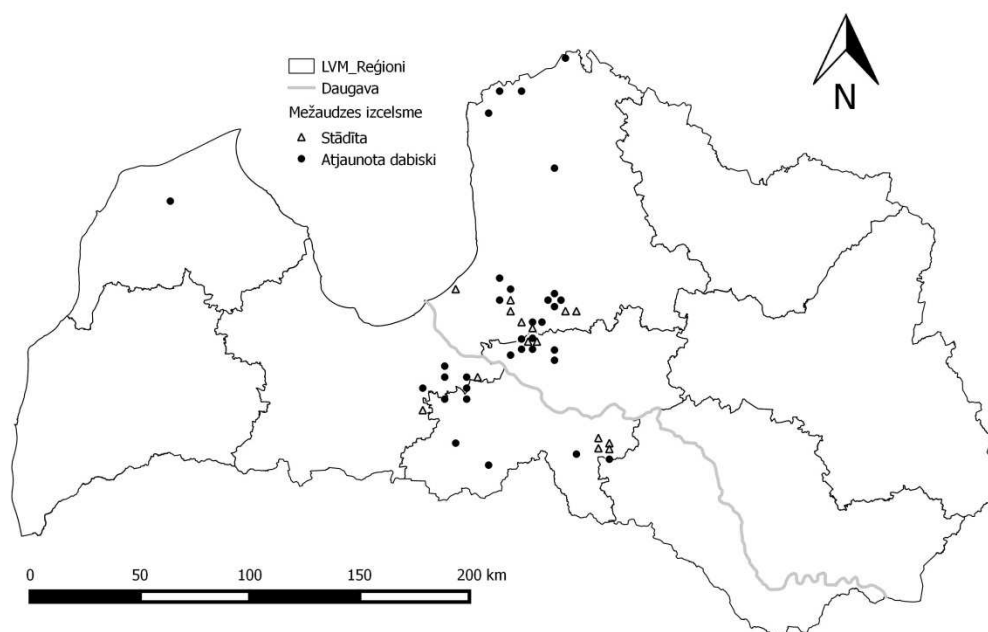 LVM_Reģioni
Daugava
Mežaudzes izcelsme
Stādīta
Atjaunota dabiski
N
0 50 100 150 200 km